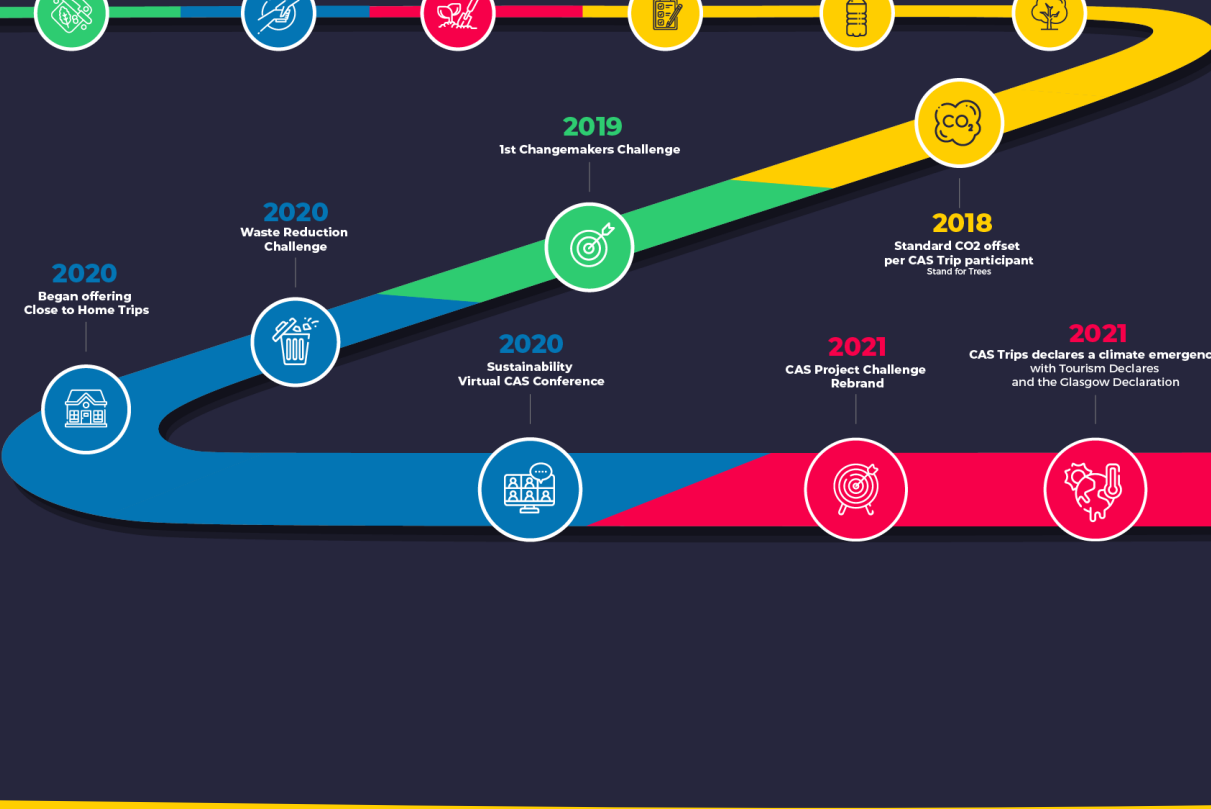 2019
1st Changemakers Challenge
CO2
2018
Standard CO2 offset
per CAS Trip participant
Stand for Trees
2020
Waste Reduction
Challenge
2020
Began offering
Close to Home Trips
2020
Sustainability
Virtual CAS Conference
2021
CAS Project Challenge
Rebrand
2021
CAS Trips declares a climate emergenc
with Tourism Declares
and the Glasgow Declaration